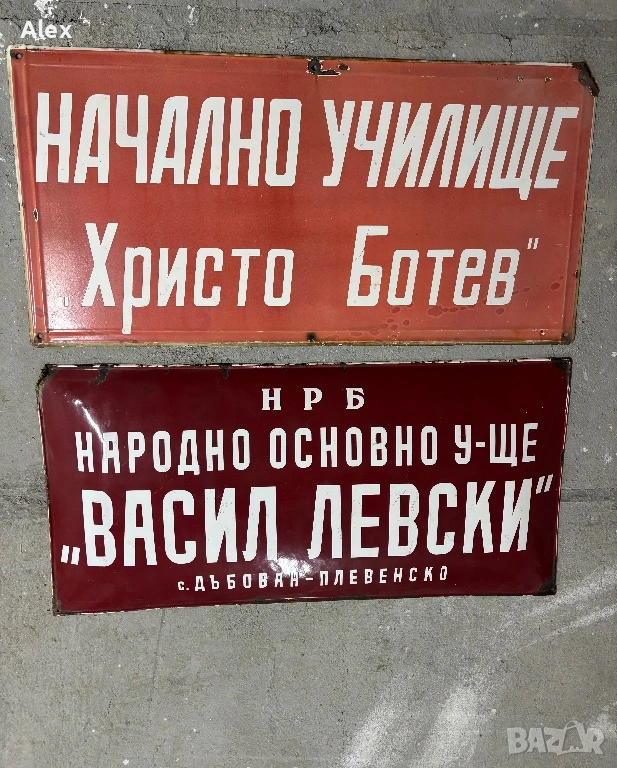 Alex
НАЧАЛНО УЧИЛИЩЕ
„Христо Ботев"
НРБ
НАРОДНО ОСНОВНО У-ЩЕ
„ВАСИЛ ЛЕВСКИ"
с. ДЪБОВАН-ПЛЕВЕНСКО
BAZAR